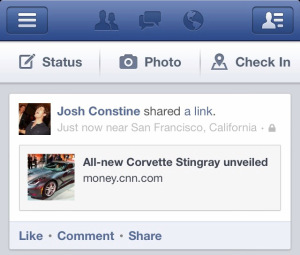 Status Photo Check In
Josh Constine shared a link.
Just now near San Francisco, California •
All-new Corvette Stingray unveiled
money.cnn.com
Like • Comment • Share